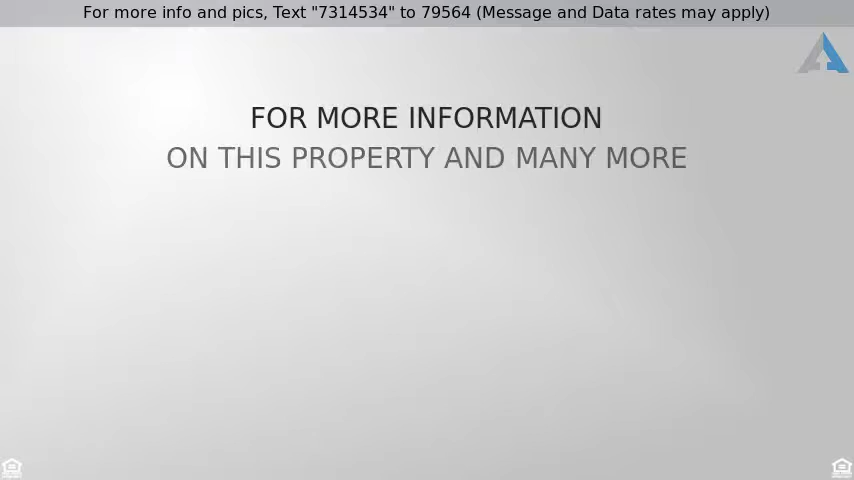 For more info and pics, Text "7314534" to 79564 (Message and Data rates may apply)
FOR MORE INFORMATION
ON THIS PROPERTY AND MANY MORE